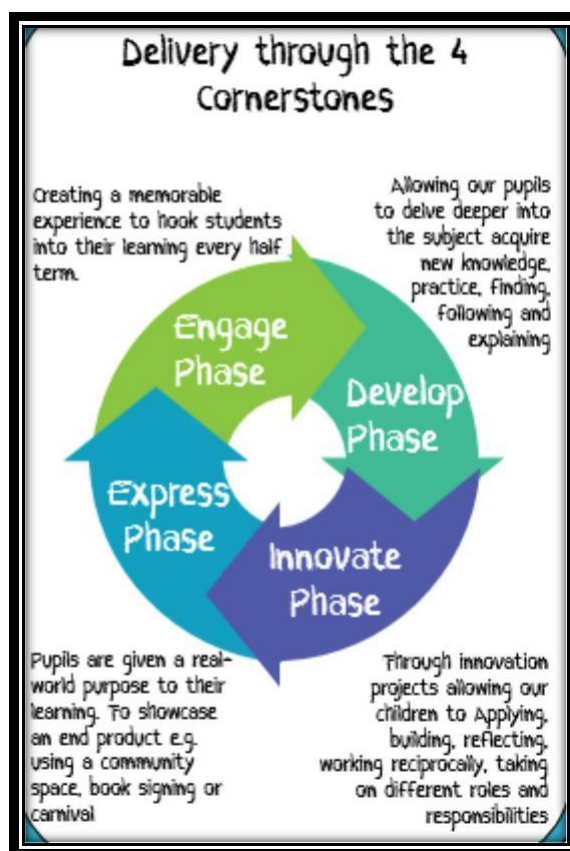 Delivery through the 4
Cornerstones
Creating a memorable
experience to hook students
into their learning every half
term.
Allowing our pupils
to delve deeper into
the subject acquire
new knowledge,
practice, finding,
following and
explaining
Engage
Phase
Develop
Phase
Express
Phase
Innovate
Phase
Pupils are given a real-
world purpose to their
learning. To showcase
an end product e.g.
using a community
space, book signing or
carnival
Through innovation
projects allowing our
children to Applying,
building, reflecting,
working reciprocally, taking
on different roles and
responsibilities